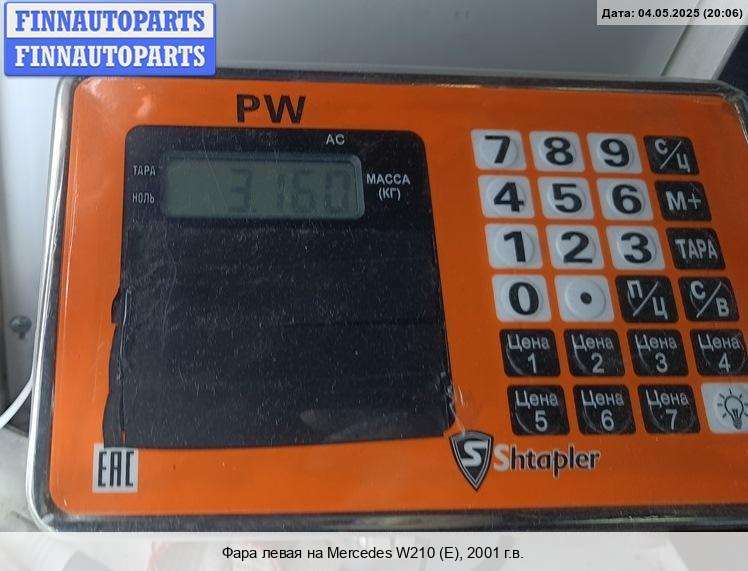 FINNAUTOPARTS
FINNAUTOPARTS
Дата: 04.05.2025 (20:06)
PW
AC
ТАРА
НОЛЬ
3.160
МАССА
(КГ)
7 8 9 С/Ц
4 5 6 М+
1 2 3 ТАРА
0 . П/Ц С/В
Цена 1 Цена 2 Цена 3 Цена 4
Цена 5 Цена 6 Цена 7
EAC
S Shtapler
Фара левая на Mercedes W210 (E), 2001 г.в.